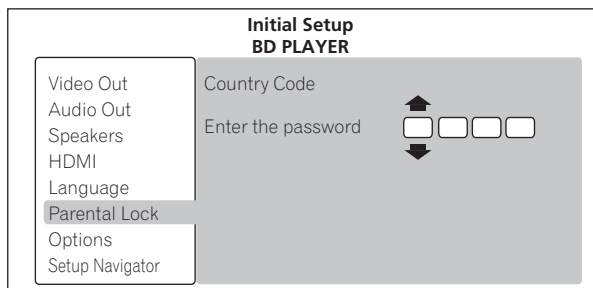 Initial Setup
BD PLAYER
Video Out
Audio Out
Speakers
HDMI
Language
Parental Lock
Options
Setup Navigator
Country Code
Enter the password